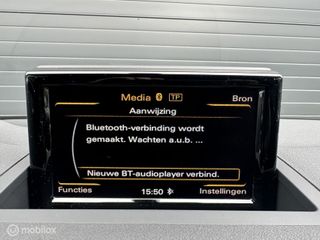 Media TP Bron
Aanwijzing
Bluetooth-verbinding wordt
gemaakt. Wachten a.u.b. ...
Nieuwe BT-audioplayer verbind.
Functies 15:50 Instellingen
Mobilox